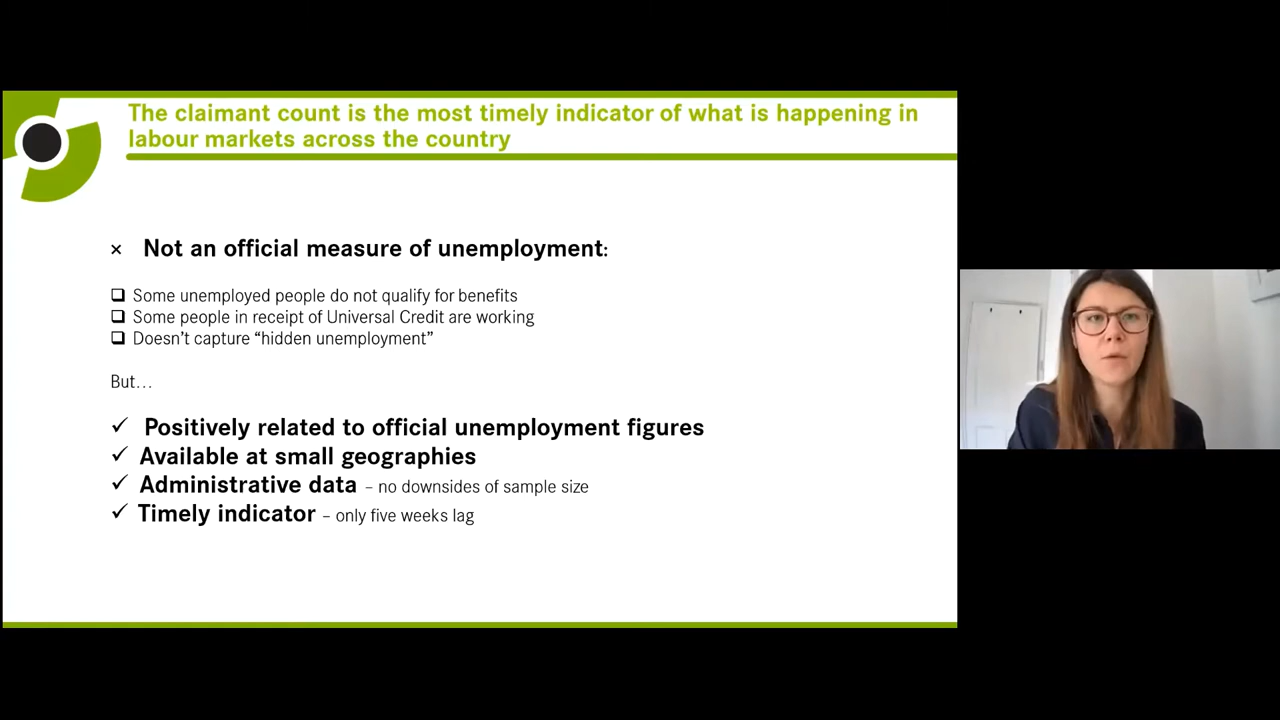 The claimant count is the most timely indicator of what is happening in
labour markets across the country
× Not an official measure of unemployment:
❑ Some unemployed people do not qualify for benefits
❑ Some people in receipt of Universal Credit are working
❑ Doesn't capture “hidden unemployment”
But…
✓ Positively related to official unemployment figures
✓ Available at small geographies
✓ Administrative data – no downsides of sample size
✓ Timely indicator – only five weeks lag